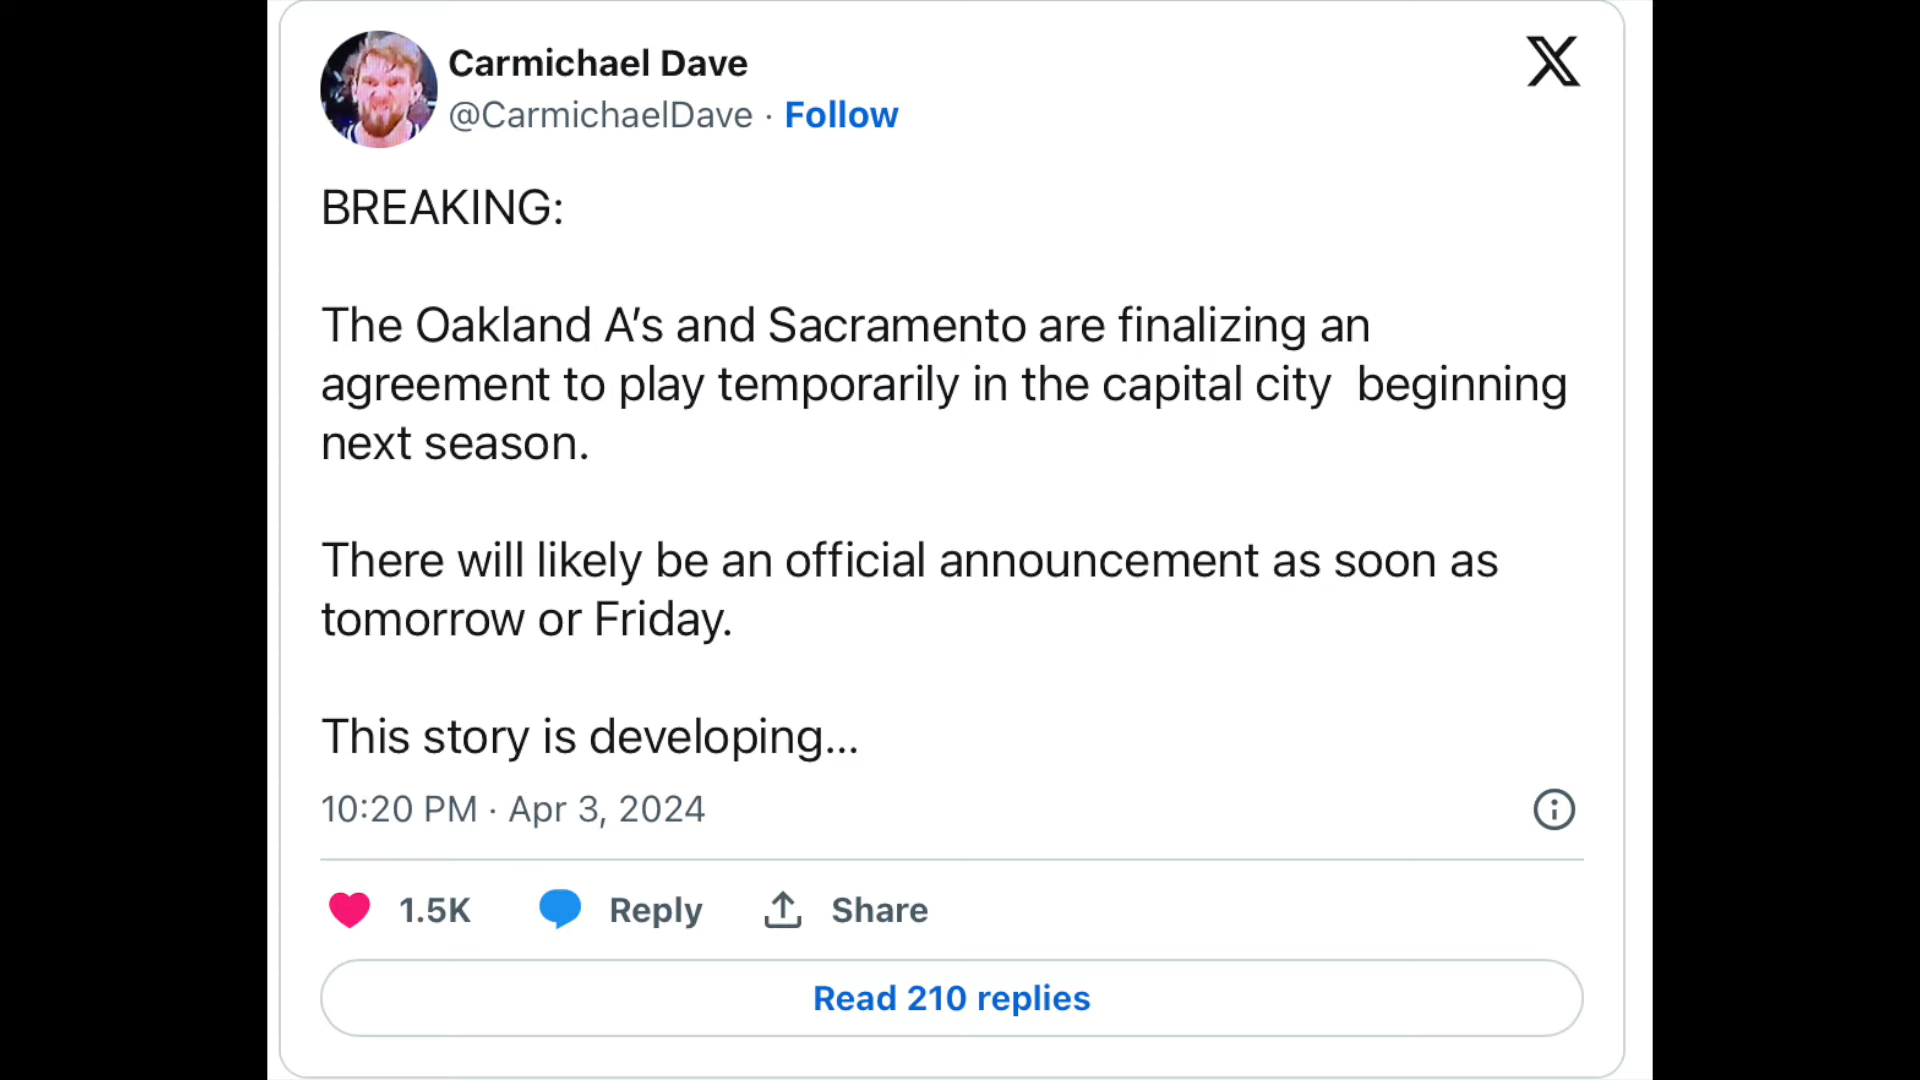 Carmichael Dave
@CarmichaelDave · Follow
BREAKING:
The Oakland A's and Sacramento are finalizing an
agreement to play temporarily in the capital city  beginning
next season.
There will likely be an official announcement as soon as
tomorrow or Friday.
This story is developing...
10:20 PM · Apr 3, 2024
1.5K Reply Share
Read 210 replies